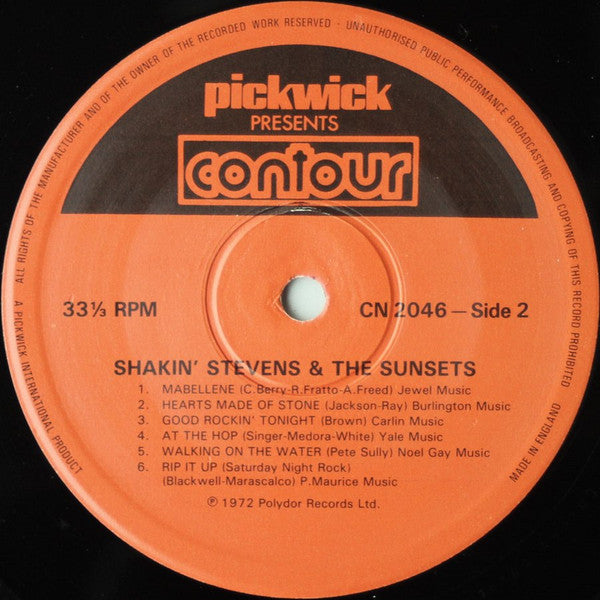 ALL RIGHTS OF THE MANUFACTURER AND OF THE OWNER OF THE RECORDED WORK RESERVED - UNAUTHORISED PUBLIC PERFORMANCE BROADCASTING AND COPYING OF THIS RECORD PROHIBITED
pickwick
PRESENTS
contour
33⅓ RPM
CN 2046 — Side 2
SHAKIN' STEVENS & THE SUNSETS
1. MABELLENE (C.Berry-R.Fratto-A.Freed) Jewel Music
2. HEARTS MADE OF STONE (Jackson-Ray) Burlington Music
3. GOOD ROCKIN' TONIGHT (Brown) Carlin Music
4. AT THE HOP (Singer-Medora-White) Yale Music
5. WALKING ON THE WATER (Pete Sully) Noel Gay Music
6. RIP IT UP (Saturday Night Rock)
(Blackwell-Marascalco) P.Maurice Music
℗ 1972 Polydor Records Ltd.
A PICKWICK INTERNATIONAL PRODUCT
MADE IN ENGLAND